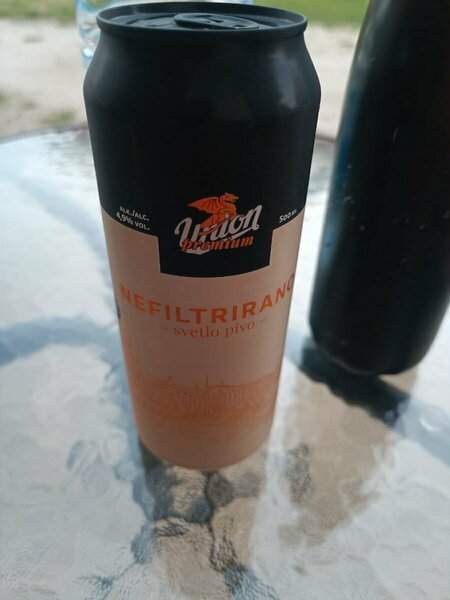 ALK./ALC.
4,9% VOL.
Union
premium
500 ML
NEFILTRIRANO
- svetlo pivo -